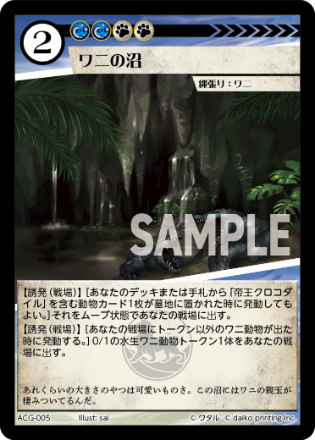 2
ワニの沼
縄張り：ワニ
SAMPLE
【誘発（戦場）】［あなたのデッキまたは手札から「帝王クロコダ
イル」を含む動物カード1枚が墓地に置かれた時に発動しても
よい。］それをムーブ状態であなたの戦場に出す。
【誘発（戦場）】［あなたの戦場にトークン以外のワニ動物が出た
時に発動する。］0/1の水生ワニ動物トークン1体をあなたの戦
場に出す。
あれくらいの大きさのやつは可愛いものさ。この沼にはワニの親玉が
棲みついてるんだ。
ACG-005 Illust: sai © ワタル © daiko printing inc.